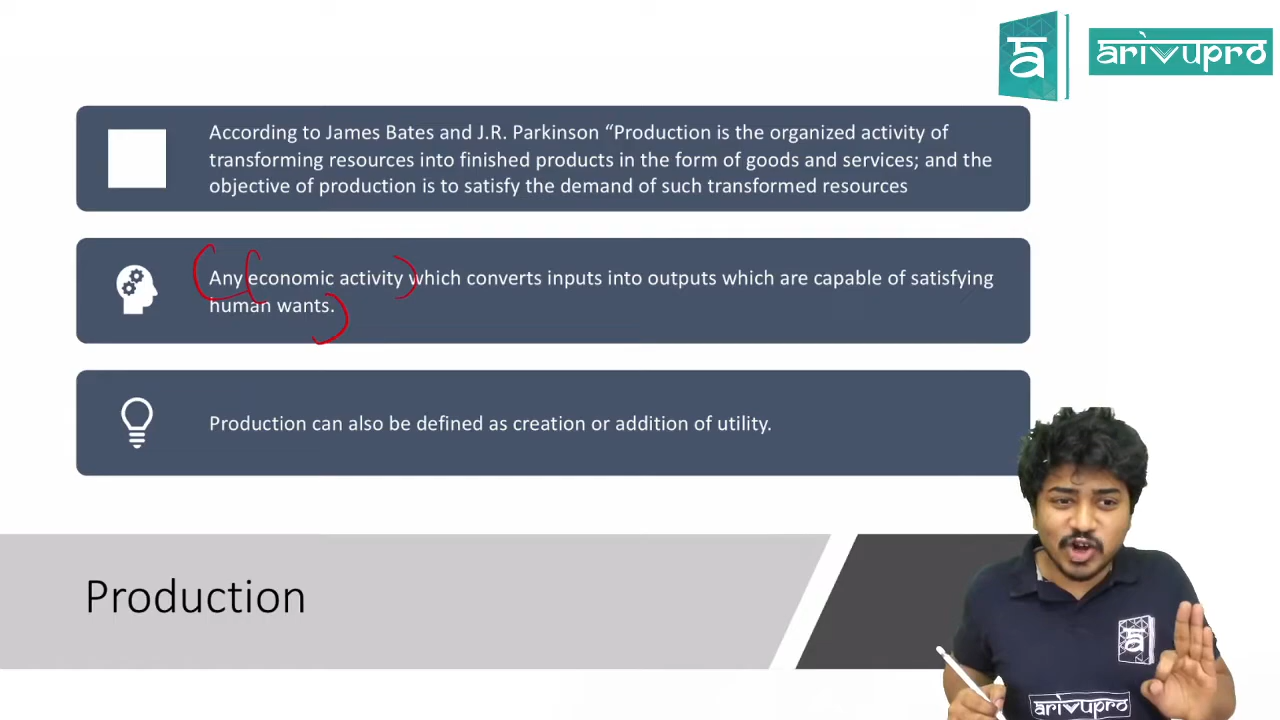 arivupro
According to James Bates and J.R. Parkinson “Production is the organized activity of
transforming resources into finished products in the form of goods and services; and the
objective of production is to satisfy the demand of such transformed resources
Any economic activity which converts inputs into outputs which are capable of satisfying
human wants.
Production can also be defined as creation or addition of utility.
Production
arivupro